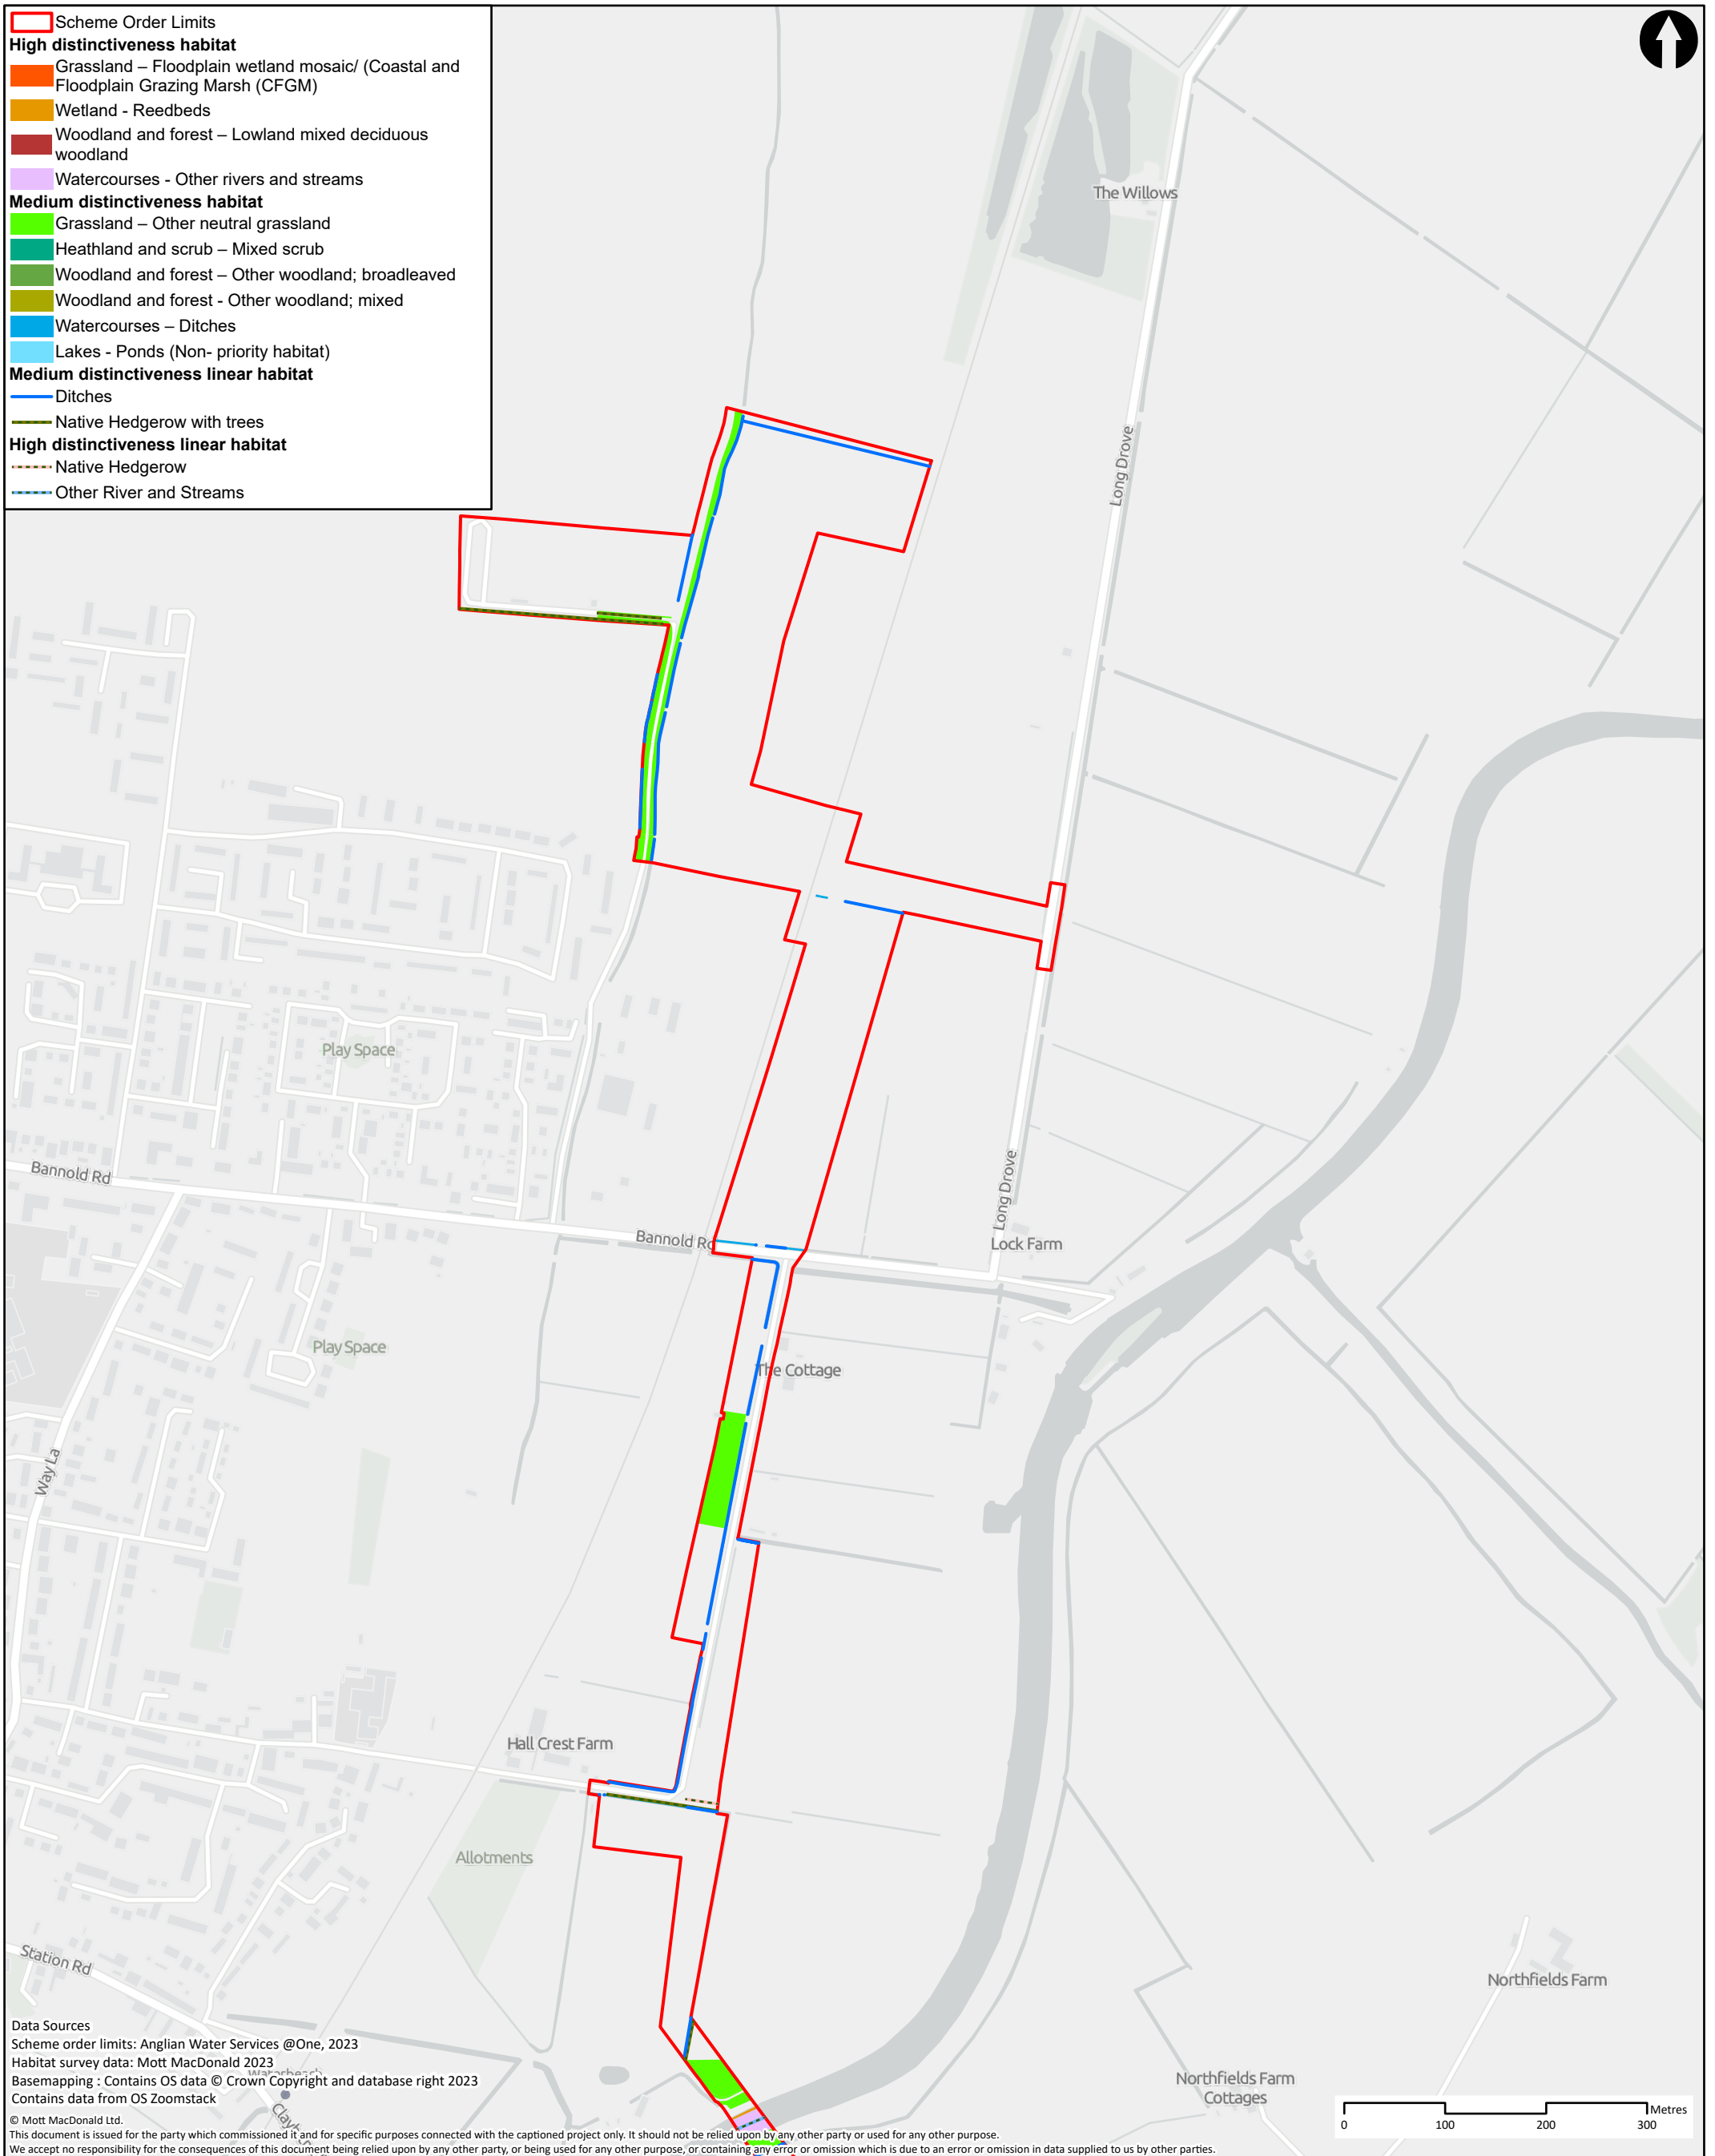 Scheme Order Limits
High distinctiveness habitat
Grassland – Floodplain wetland mosaic/ (Coastal and
Floodplain Grazing Marsh (CFGM)
Wetland - Reedbeds
Woodland and forest – Lowland mixed deciduous
woodland
Watercourses - Other rivers and streams
Medium distinctiveness habitat
Grassland – Other neutral grassland
Heathland and scrub – Mixed scrub
Woodland and forest – Other woodland; broadleaved
Woodland and forest - Other woodland; mixed
Watercourses – Ditches
Lakes - Ponds (Non- priority habitat)
Medium distinctiveness linear habitat
Ditches
Native Hedgerow with trees
High distinctiveness linear habitat
Native Hedgerow
Other River and Streams
The Willows
Long Drove
Play Space
Bannold Rd
Bannold Rd
Long Drove
Lock Farm
Play Space
The Cottage
Way La
Hall Crest Farm
Allotments
Station Rd
Northfields Farm
Northfields Farm
Cottages
Waterbeach
Data Sources
Scheme order limits: Anglian Water Services @One, 2023
Habitat survey data: Mott MacDonald 2023
Basemapping : Contains OS data © Crown Copyright and database right 2023
Contains data from OS Zoomstack
© Mott MacDonald Ltd.
This document is issued for the party which commissioned it and for specific purposes connected with the captioned project only. It should not be relied upon by any other party or used for any other purpose.
We accept no responsibility for the consequences of this document being relied upon by any other party, or being used for any other purpose, or containing any error or omission which is due to an error or omission in data supplied to us by other parties.
Metres
0 100 200 300